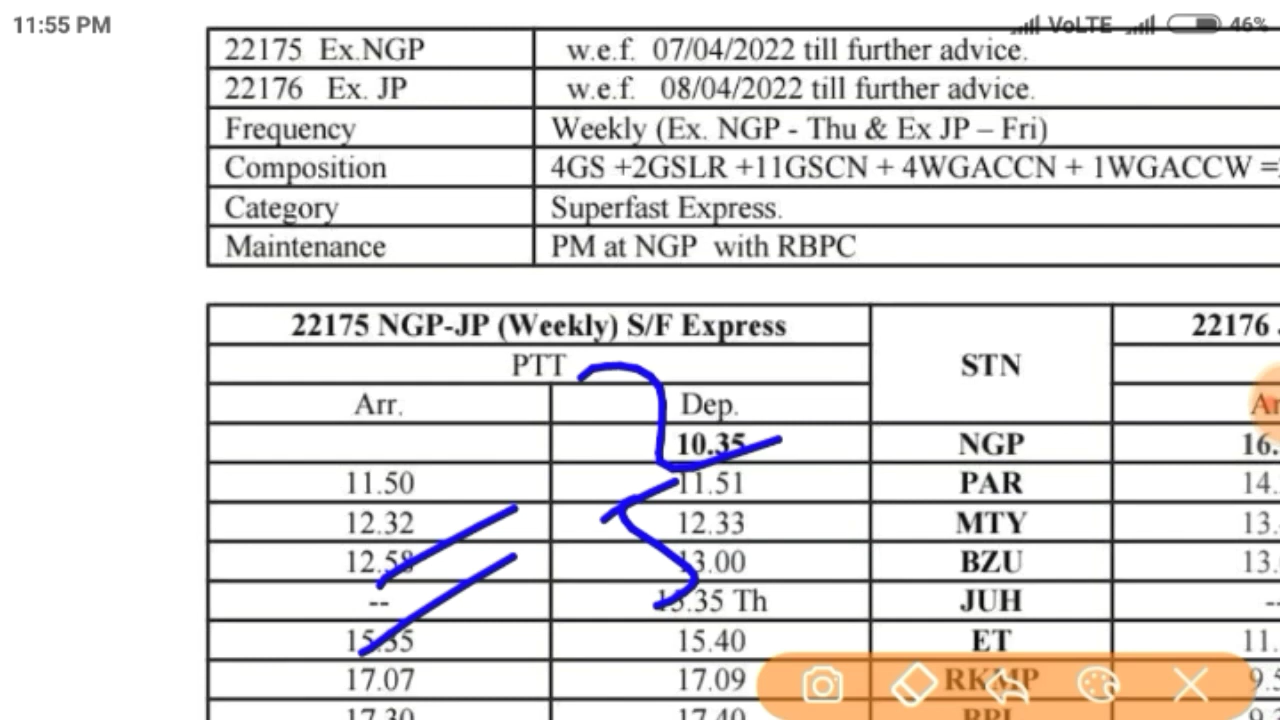 11:55 PM VoLTE 46%
22175 Ex.NGP w.e.f. 07/04/2022 till further advice.
22176 Ex. JP w.e.f. 08/04/2022 till further advice.
Frequency Weekly (Ex. NGP - Thu & Ex JP – Fri)
Composition 4GS +2GSLR +11GSCN + 4WGACCN + 1WGACCW =
Category Superfast Express.
Maintenance PM at NGP with RBPC
22175 NGP-JP (Weekly) S/F Express STN 22176
PTT
Arr. Dep.
10.35 NGP 16.
11.50 11.51 PAR 14.
12.32 12.33 MTY 13.
12.58 13.00 BZU 13.
-- 15.35 Th JUH --
15.35 15.40 ET 11.
17.07 17.09 RKMP 9.5
17.30 17.40 BPL